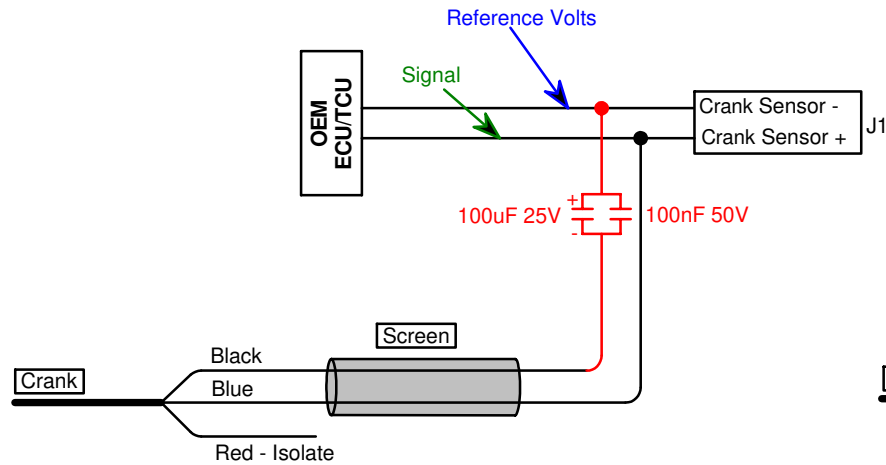 Reference Volts
Signal
OEM
ECU/TCU
Crank Sensor -
Crank Sensor +
J1
+
100uF 25V
100nF 50V
-
Screen
Black
Crank
Blue
Red - Isolate